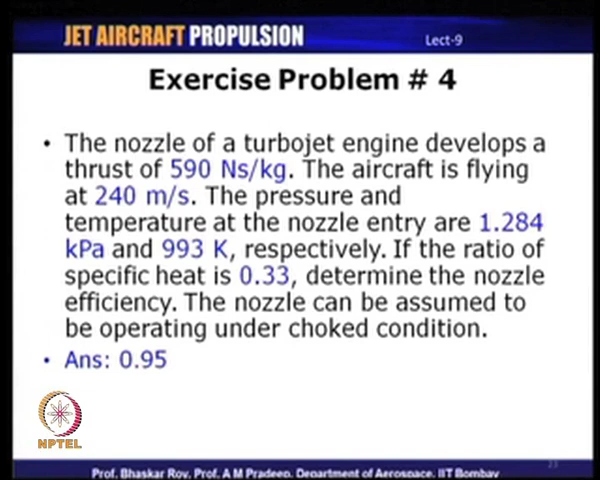 JET AIRCRAFT PROPULSION
Lect-9
Exercise Problem # 4
• The nozzle of a turbojet engine develops a
thrust of 590 Ns/kg. The aircraft is flying
at 240 m/s. The pressure and
temperature at the nozzle entry are 1.284
kPa and 993 K, respectively. If the ratio of
specific heat is 0.33, determine the nozzle
efficiency. The nozzle can be assumed to
be operating under choked condition.
• Ans: 0.95
NPTEL
23
Prof. Bhaskar Roy, Prof. A M Pradeep, Department of Aerospace, IIT Bombay